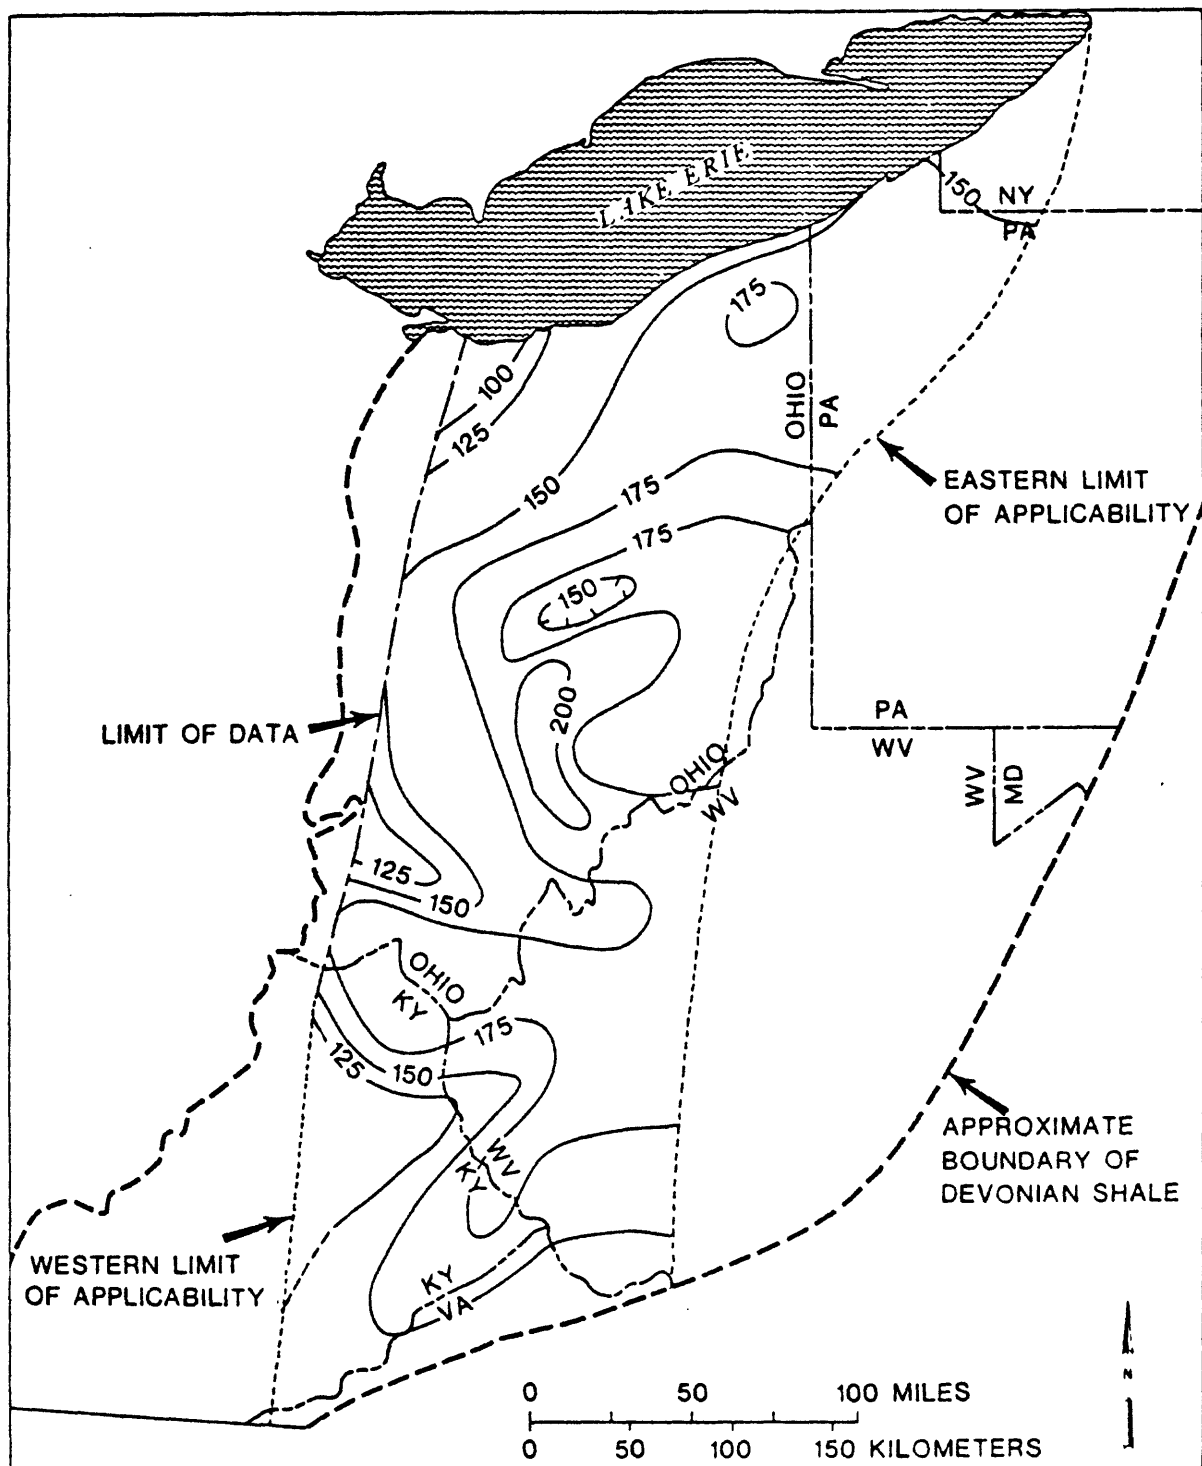 LAKE ERIE
150
NY
PA
175
100
OHIO
PA
125
150
175
EASTERN LIMIT
OF APPLICABILITY
175
150
200
LIMIT OF DATA
PA
WV
OHIO
WV
WV
MD
125
150
OHIO
KY
175
125
150
APPROXIMATE
BOUNDARY OF
DEVONIAN SHALE
WV
KY
WESTERN LIMIT
OF APPLICABILITY
KY
VA
N
0 50 100 MILES
0 50 100 150 KILOMETERS